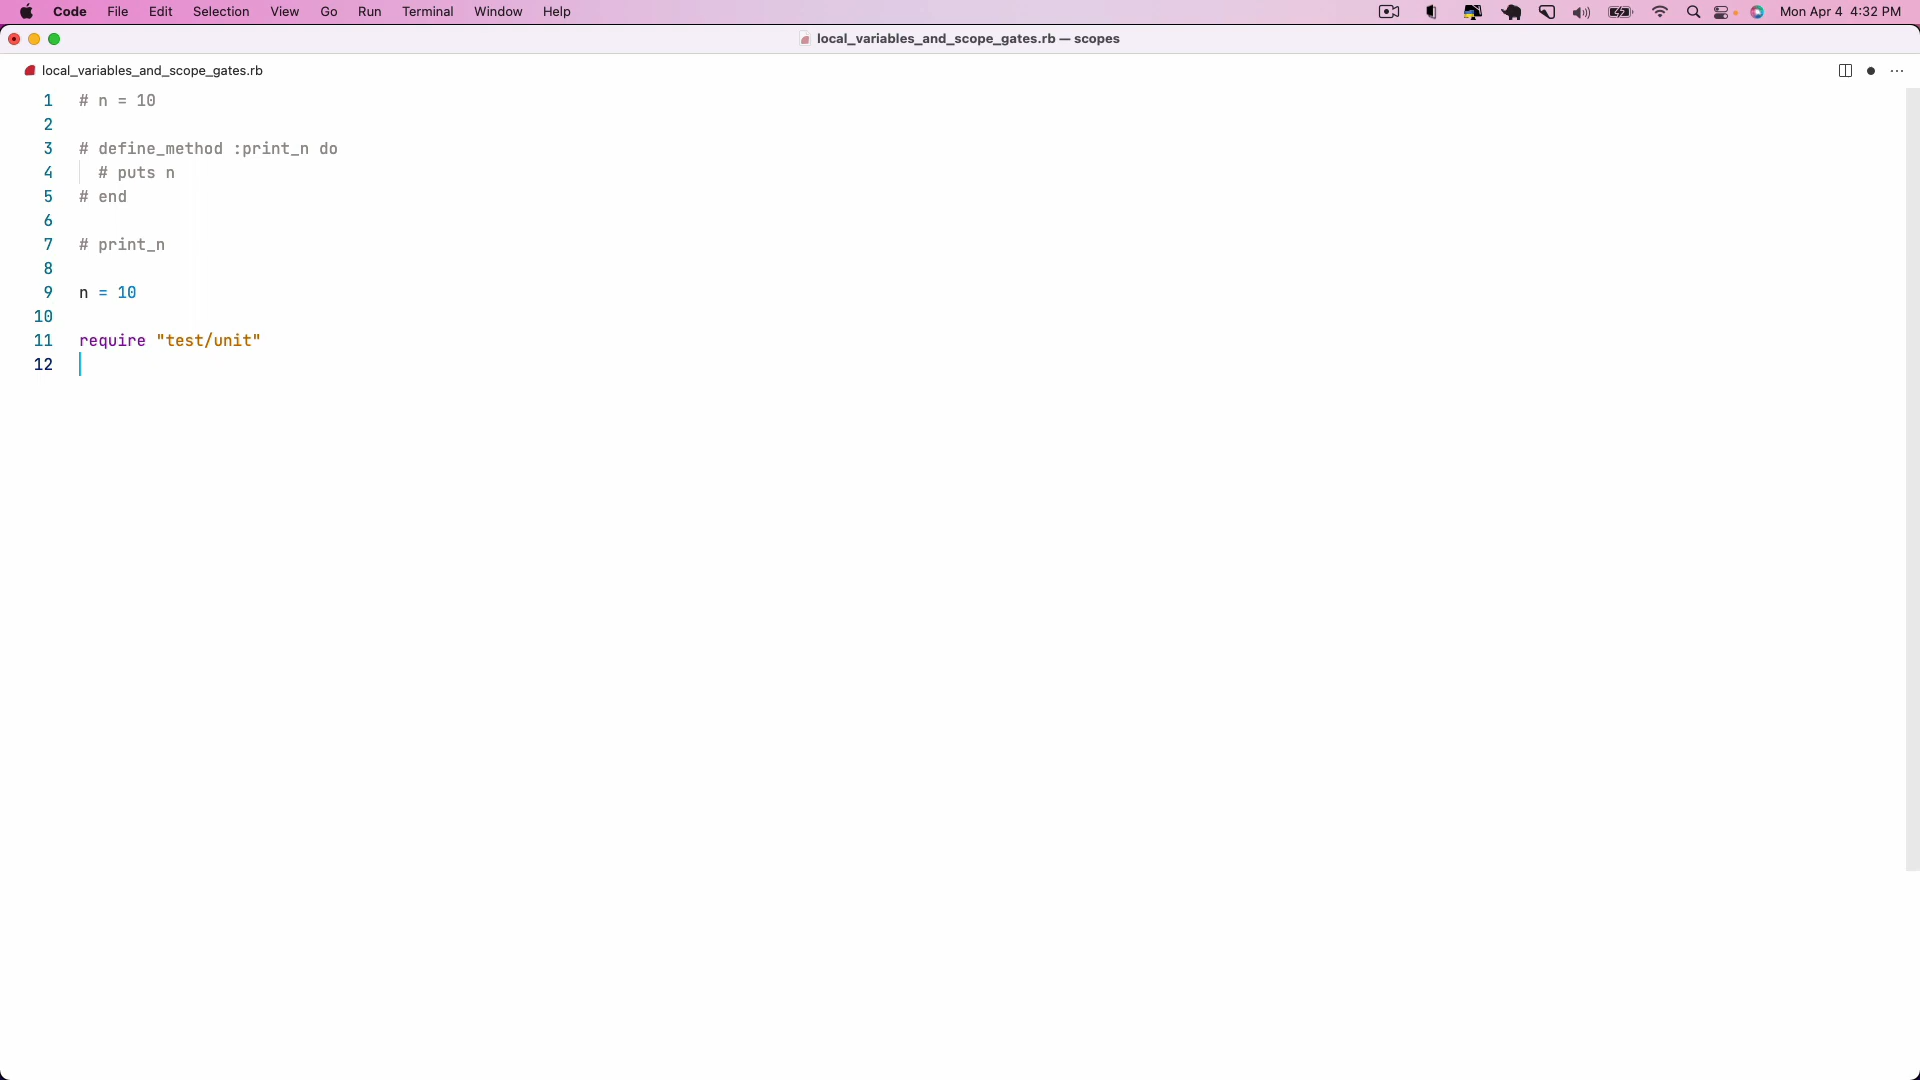 Code File Edit Selection View Go Run Terminal Window Help Mon Apr 4 4:32 PM
local_variables_and_scope_gates.rb — scopes
local_variables_and_scope_gates.rb
1 # n = 10
2
3 # define_method :print_n do
4 # puts n
5 # end
6
7 # print_n
8
9 n = 10
10
11 require "test/unit"
12